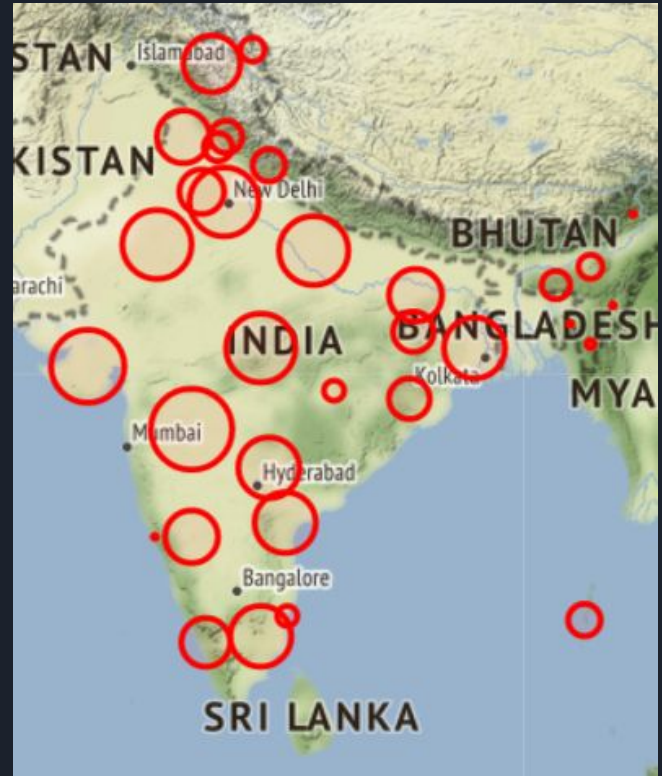 STAN
Islamabad
KISTAN
New Delhi
BHUTAN
arachi
INDIA
BANGLADESH
Kolkata
MYA
Mumbai
Hyderabad
Bangalore
SRI LANKA